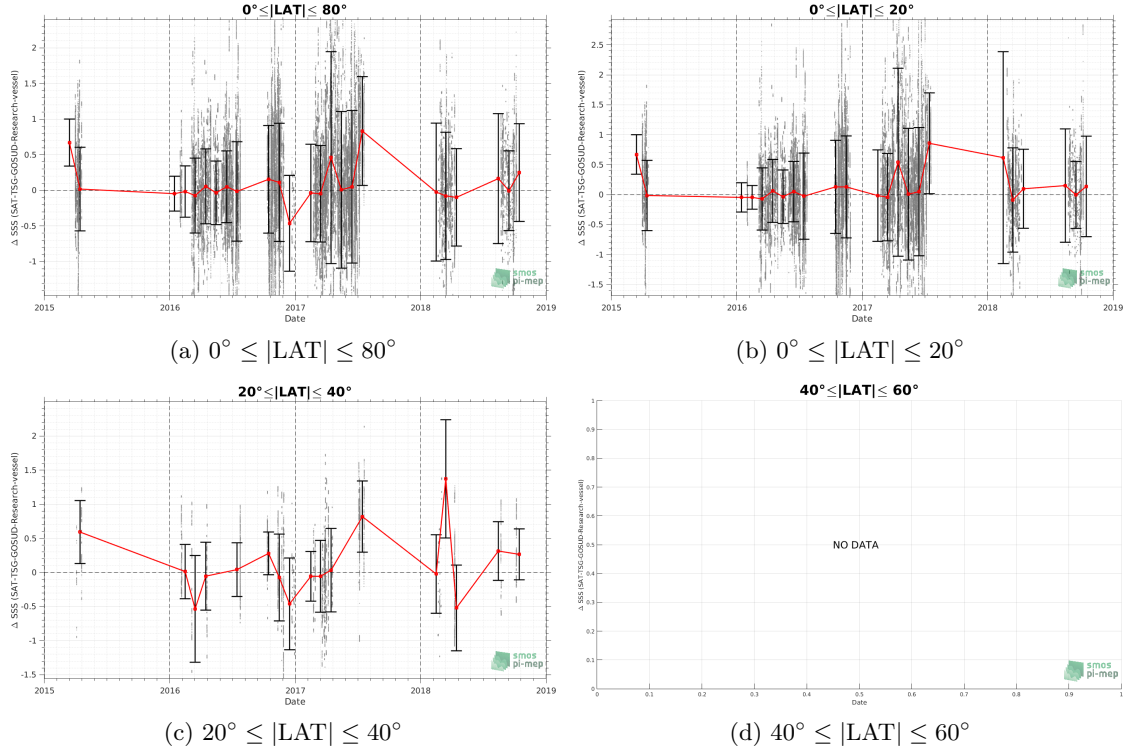 0°≤|LAT|≤ 80°
Δ SSS (SAT-TSG-GOSUD-Research-vessel)
2
1.5
1
0.5
0
-0.5
-1
2015
2016
2017
2018
2019
Date
smos
pi-mep
(a) 0° ≤ |LAT| ≤ 80°
0°≤|LAT|≤ 20°
Δ SSS (SAT-TSG-GOSUD-Research-vessel)
2.5
2
1.5
1
0.5
0
-0.5
-1
-1.5
2015
2016
2017
2018
2019
Date
smos
pi-mep
(b) 0° ≤ |LAT| ≤ 20°
20°≤|LAT|≤ 40°
Δ SSS (SAT-TSG-GOSUD-Research-vessel)
2
1.5
1
0.5
0
-0.5
-1
-1.5
2015
2016
2017
2018
2019
Date
smos
pi-mep
(c) 20° ≤ |LAT| ≤ 40°
40°≤|LAT|≤ 60°
Δ SSS (SAT-TSG-GOSUD-Research-vessel)
1
0.9
0.8
0.7
0.6
0.5
0.4
0.3
0.2
0.1
0
NO DATA
0
0.1
0.2
0.3
0.4
0.5
0.6
0.7
0.8
0.9
1
Date
smos
pi-mep
(d) 40° ≤ |LAT| ≤ 60°